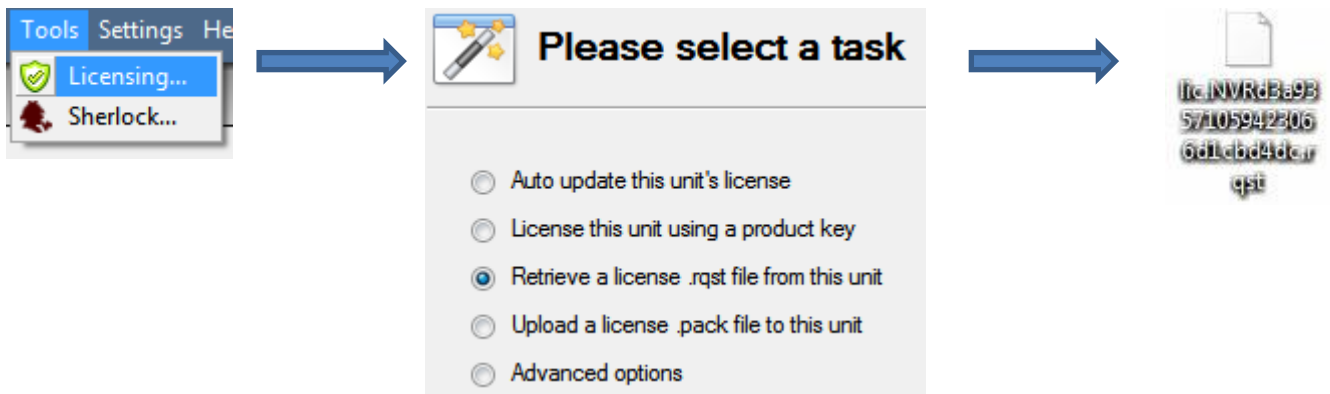 Tools Settings He
Licensing...
Sherlock...
Please select a task
Auto update this unit's license
License this unit using a product key
Retrieve a license .rqst file from this unit
Upload a license .pack file to this unit
Advanced options
lic.NVRd3a93
57105942306
6d1cbd4dc.r
qst